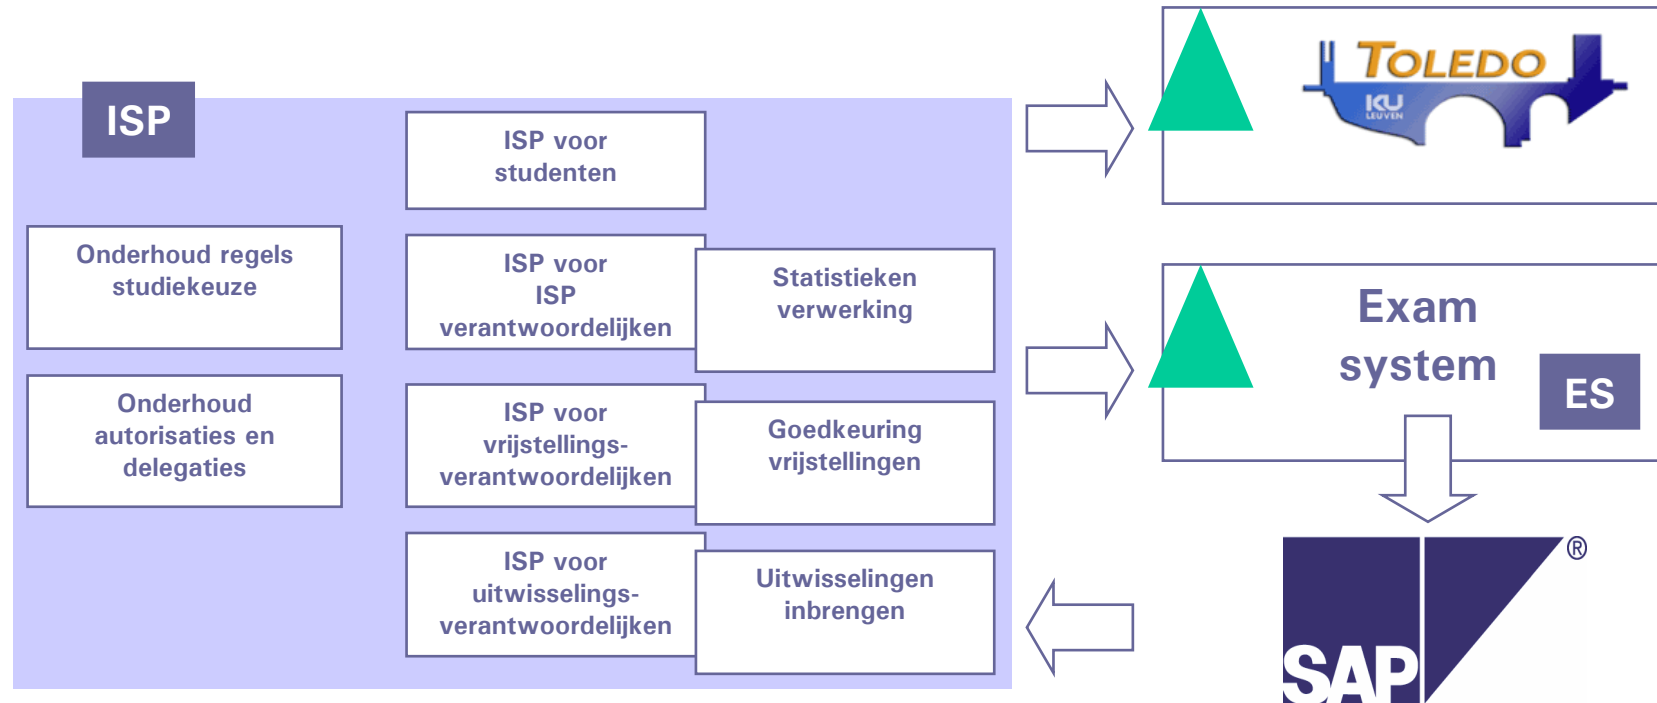 ISP
Onderhoud regels
studiekeuze
Onderhoud
autorisaties en
delegaties
ISP voor
studenten
ISP voor
ISP
verantwoordelijken
ISP voor
vrijstellings-
verantwoordelijken
ISP voor
uitwisselings-
verantwoordelijken
Statistieken
verwerking
Goedkeuring
vrijstellingen
Uitwisselingen
inbrengen
TOLEDO
KU
LEUVEN
Exam
system
ES
SAP
®